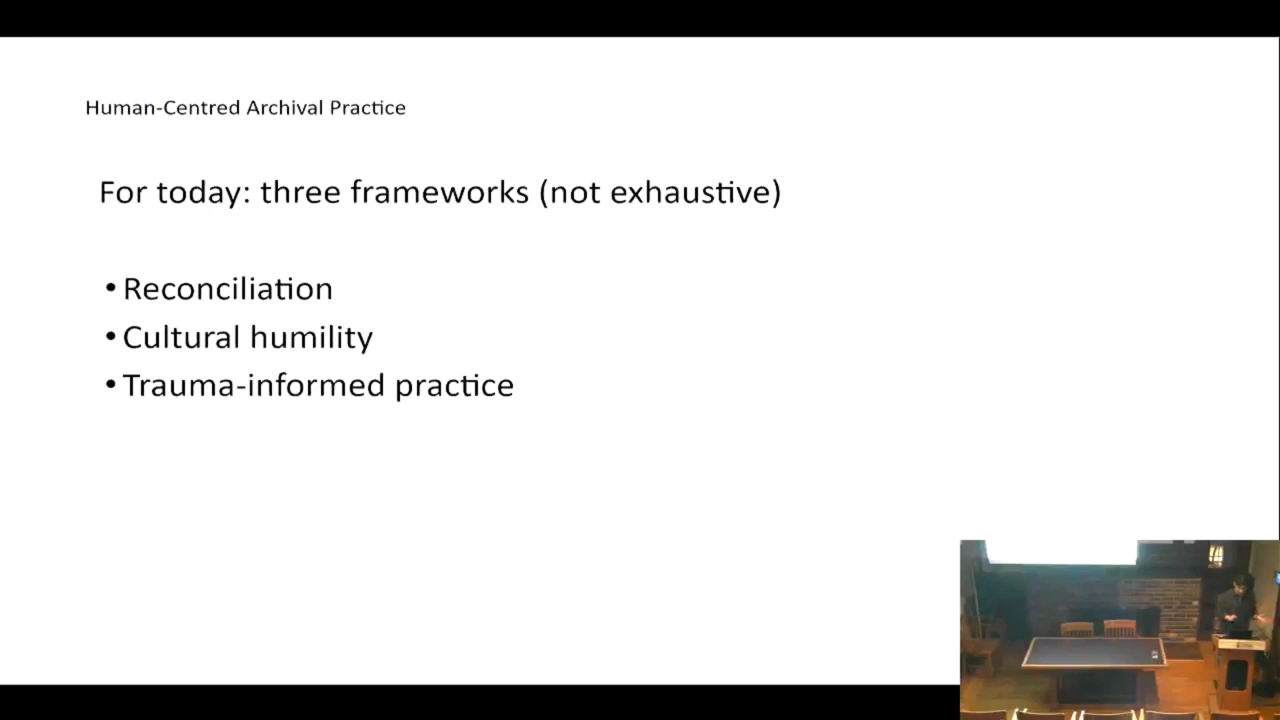 Human-Centred Archival Practice
For today: three frameworks (not exhaustive)
• Reconciliation
• Cultural humility
• Trauma-informed practice